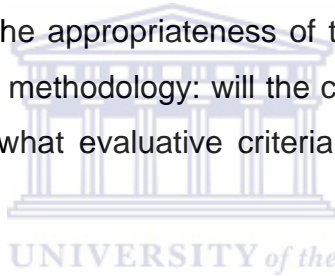 he appropriateness of t
methodology: will the c
what evaluative criteria
UNIVERSITY of the